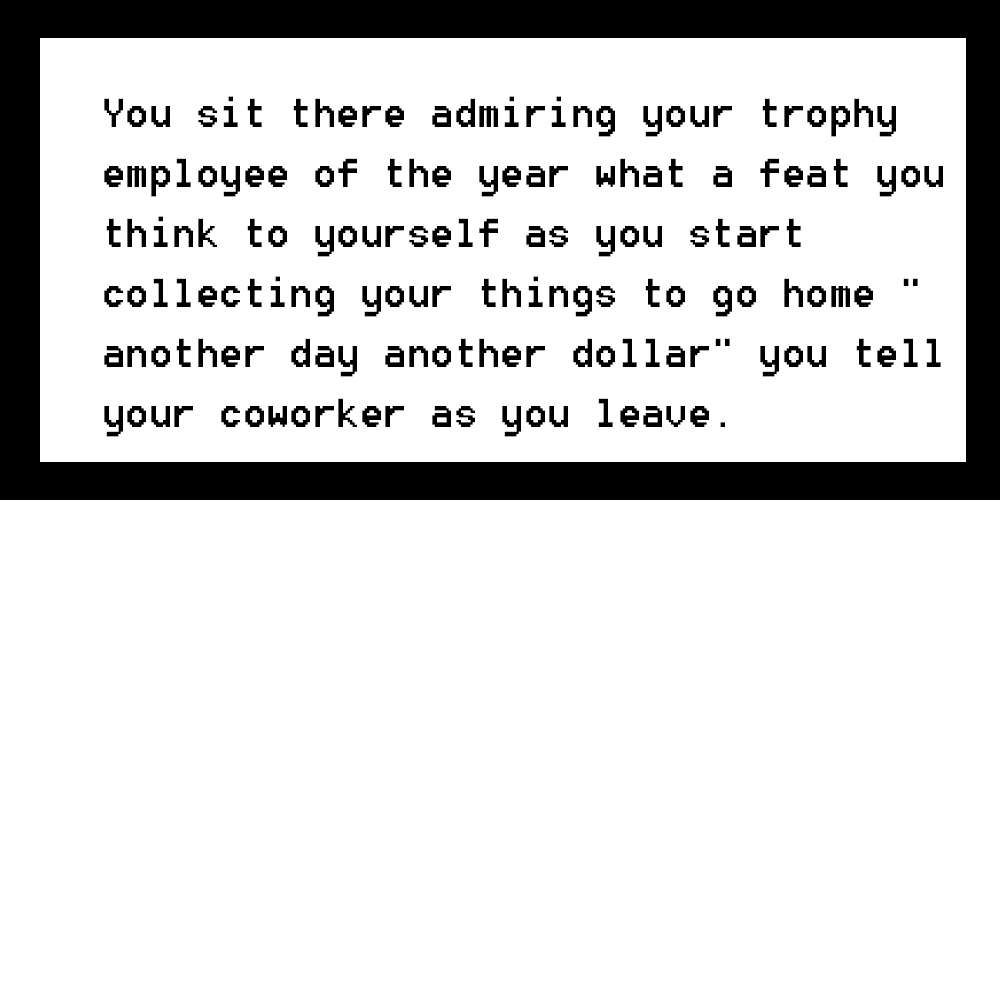 You sit there admiring your trophy
employee of the year what a feat you
think to yourself as you start
collecting your things to go home "
another day another dollar" you tell
your coworker as you leave.